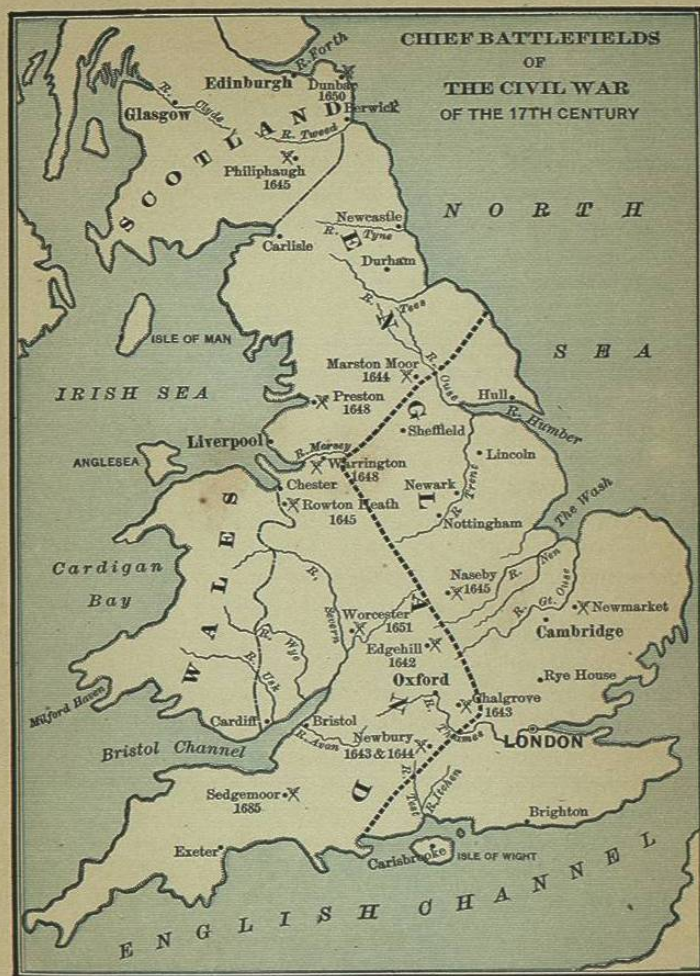 CHIEF BATTLEFIELDS
OF
THE CIVIL WAR
OF THE 17TH CENTURY
R. Forth
Edinburgh
Dunbar
1650
Berwick
Glasgow
R. Clyde
R. Tweed
SCOTLAND
Philiphaugh
1645
NORTH
SEA
Newcastle
R. Tyne
Carlisle
Durham
R. Tees
ENGLAND
ISLE OF MAN
IRISH SEA
Marston Moor
1644
R. Ouse
Preston
1648
Hull
R. Humber
Sheffield
Liverpool
R. Mersey
Lincoln
ANGLESEA
Warrington
1648
Chester
Newark
R. Trent
Rowton Heath
1645
Nottingham
The Wash
WALES
Cardigan
Bay
R. Severn
Naseby
1645
R. Nen
R. Gt. Ouse
Newmarket
Worcester
1651
Cambridge
R. Wye
Edgehill
1642
R. Usk
Oxford
Rye House
Milford Haven
Chalgrove
1643
Cardiff
Bristol
R. Thames
LONDON
Bristol Channel
R. Avan
Newbury
1643 & 1644
R. Test
R. Itchen
Sedgemoor
1685
Brighton
Exeter
Carisbrooke
ISLE OF WIGHT
ENGLISH CHANNEL